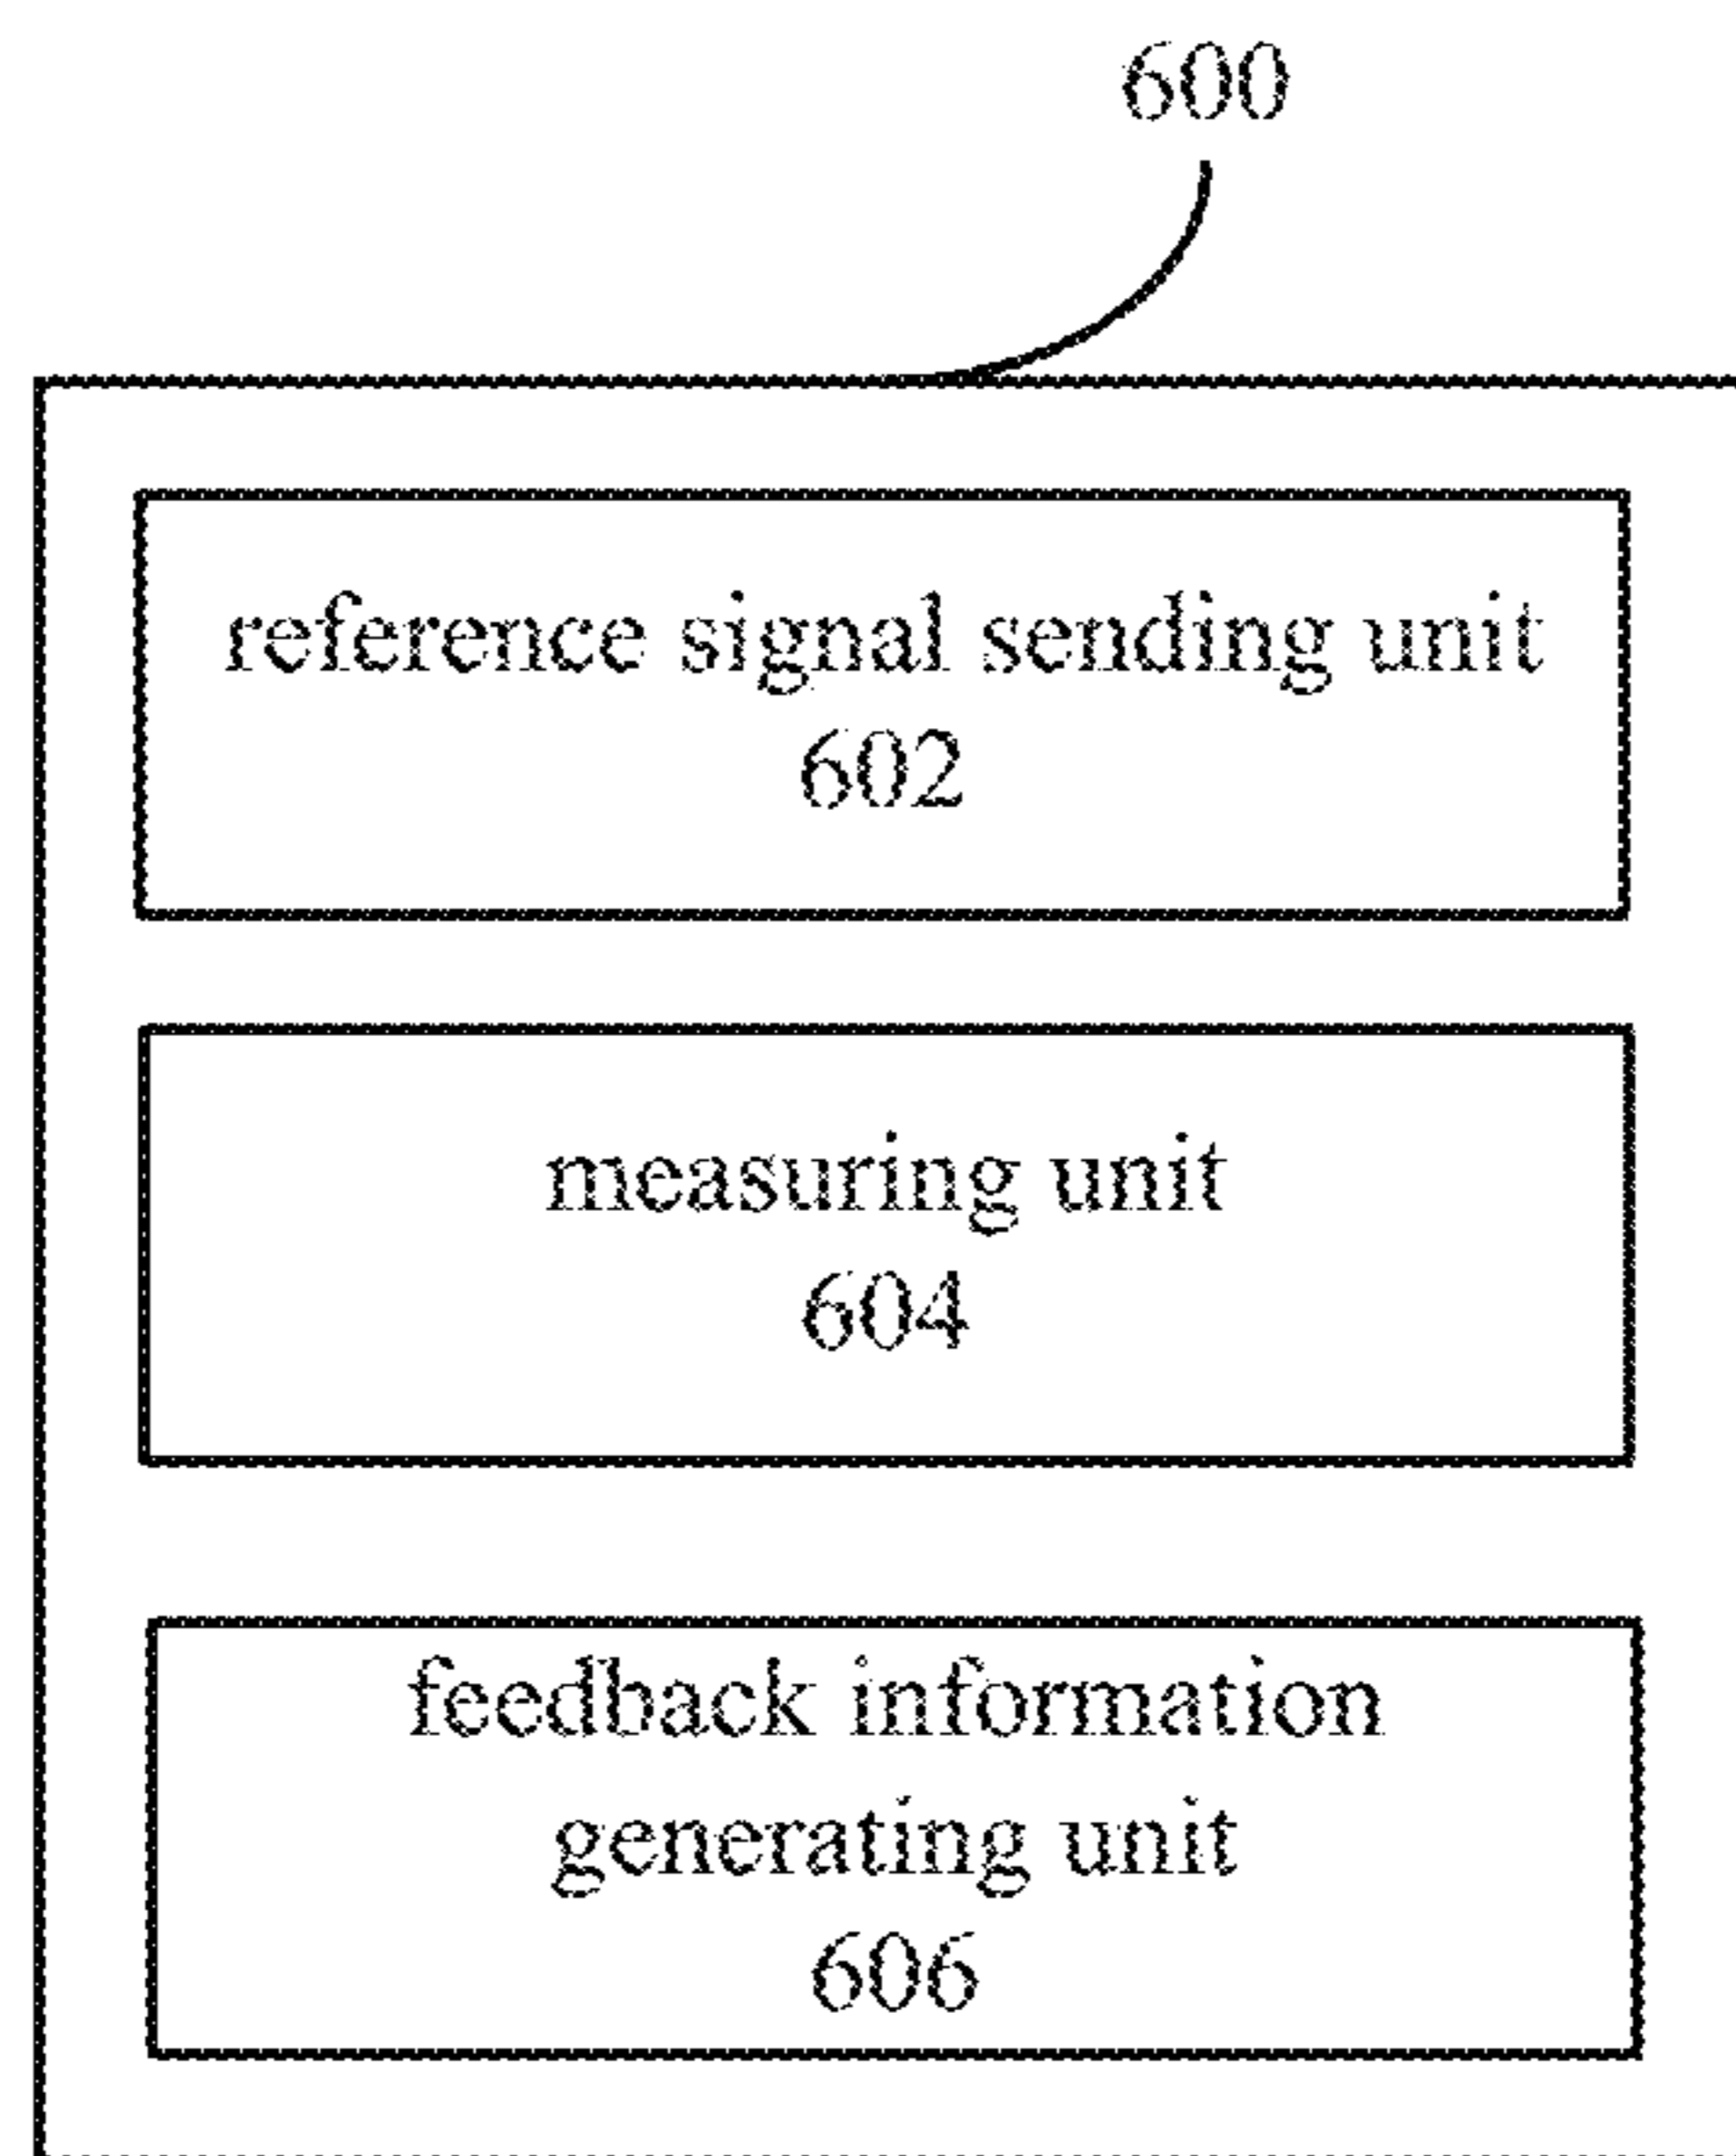 600
reference signal sending unit
602
measuring unit
604
feedback information
generating unit
606